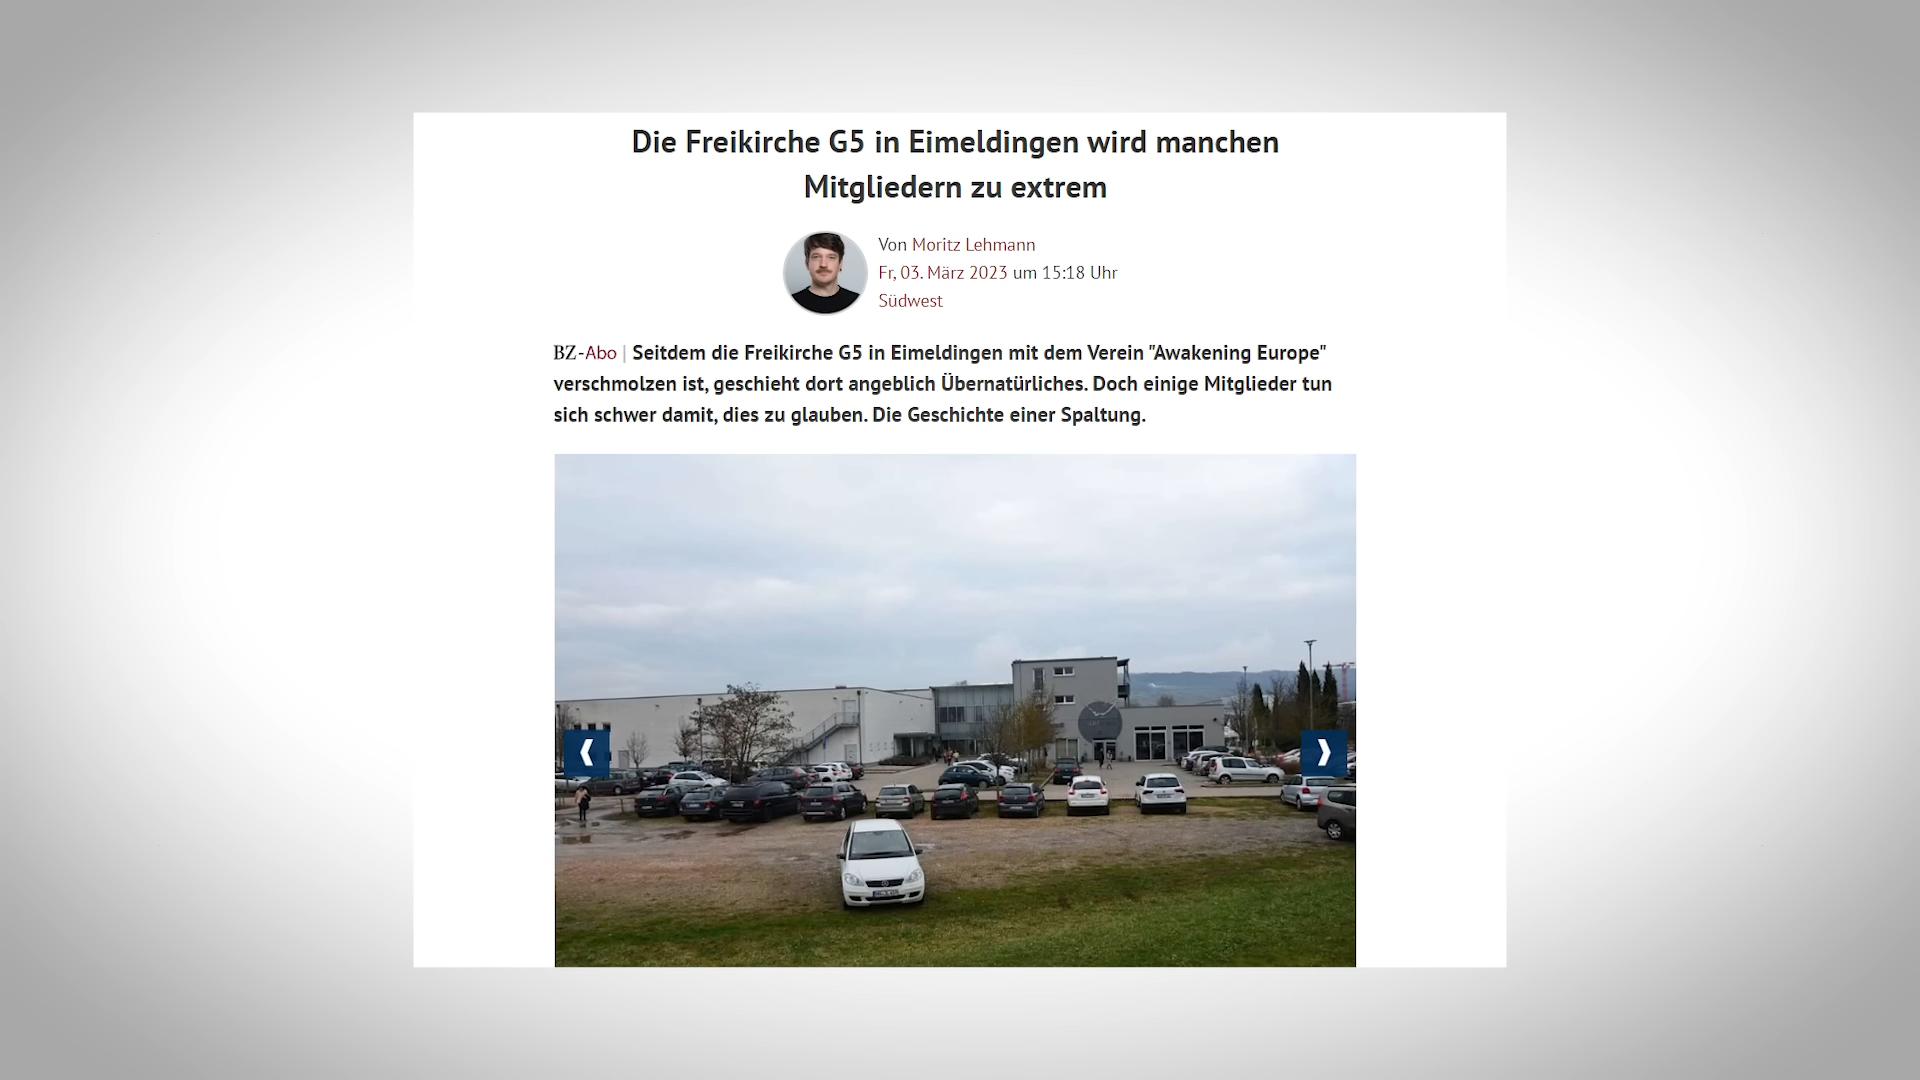 Die Freikirche G5 in Eimeldingen wird manchen
Mitgliedern zu extrem
Von Moritz Lehmann
Fr, 03. März 2023 um 15:18 Uhr
Südwest
BZ-Abo | Seitdem die Freikirche G5 in Eimeldingen mit dem Verein "Awakening Europe"
verschmolzen ist, geschieht dort angeblich Übernatürliches. Doch einige Mitglieder tun
sich schwer damit, dies zu glauben. Die Geschichte einer Spaltung.